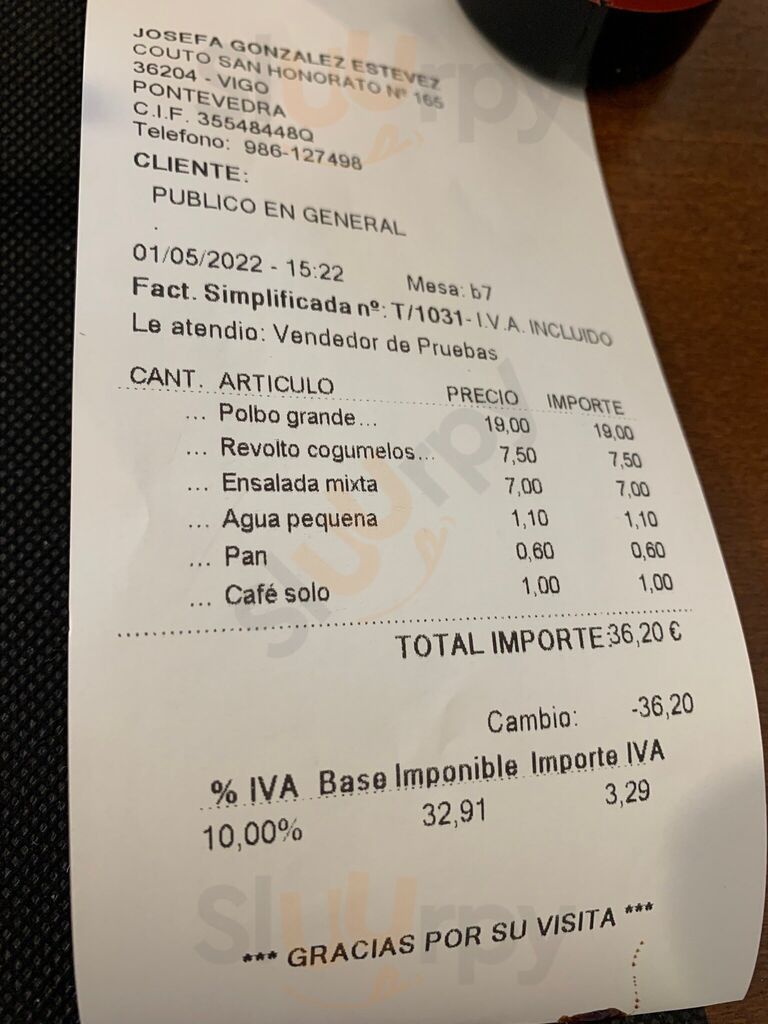 JOSEFA GONZALEZ ESTEVEZ
COUTO SAN HONORATO Nº 165
36204 - VIGO
PONTEVEDRA
C.I.F. 35548448Q
Telefono: 986-127498
CLIENTE:
PUBLICO EN GENERAL
.
01/05/2022 - 15:22 Mesa: b7
Fact. Simplificada nº: T/1031- I.V.A. INCLUIDO
Le atendio: Vendedor de Pruebas
CANT. ARTICULO PRECIO IMPORTE
... Polbo grande... 19,00 19,00
... Revolto cogumelos... 7,50 7,50
... Ensalada mixta 7,00 7,00
... Agua pequena 1,10 1,10
... Pan 0,60 0,60
... Café solo 1,00 1,00
TOTAL IMPORTE:36,20 €
Cambio: -36,20
% IVA Base Imponible Importe IVA
10,00% 32,91 3,29
*** GRACIAS POR SU VISITA ***
slUurpy
slUurpy
slUurpy